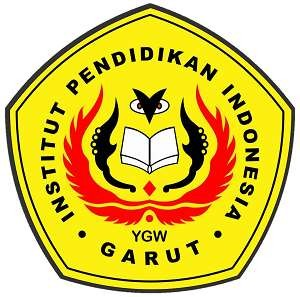 • INSTITUT PENDIDIKAN INDONESIA •
YGW
GARUT